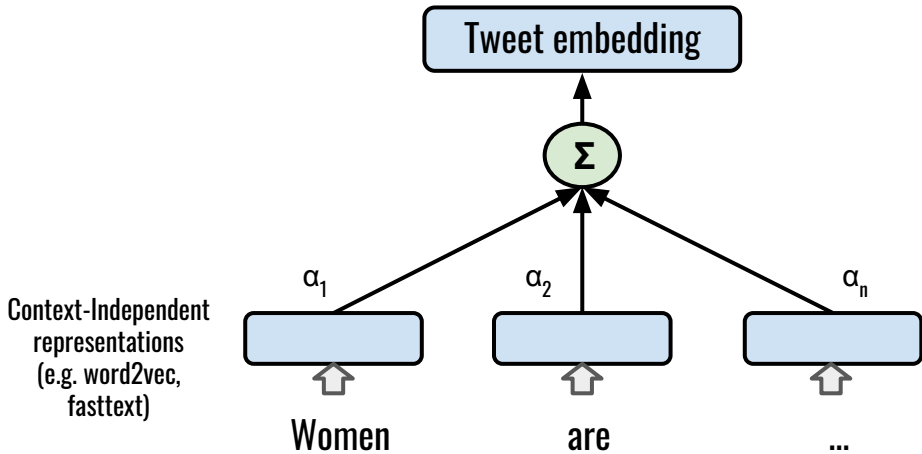 Tweet embedding
Σ
α1 α2 αn
Context-Independent
representations
(e.g. word2vec,
fasttext)
Women are ...